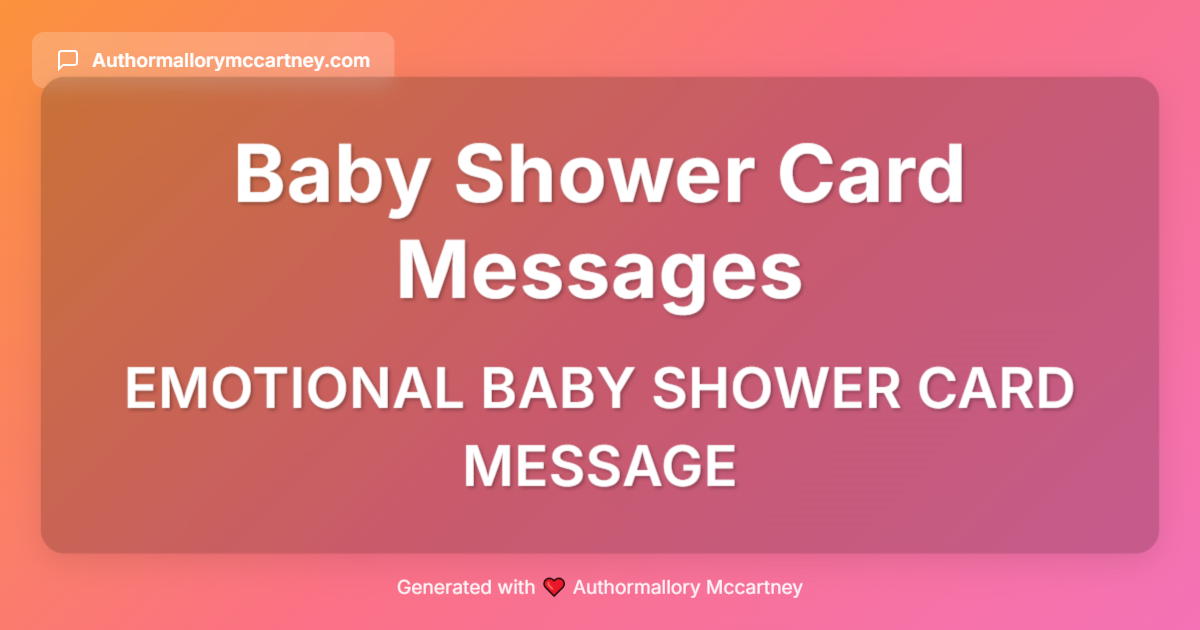 Authormallorymccartney.com
Baby Shower Card
Messages
EMOTIONAL BABY SHOWER CARD
MESSAGE
Generated with ❤️ Authormallory Mccartney